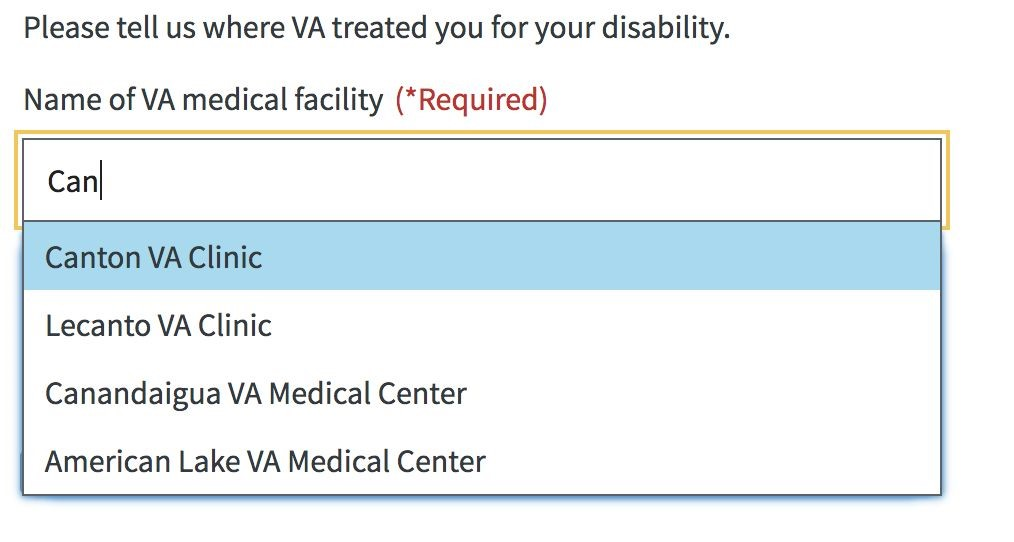 Please tell us where VA treated you for your disability.
Name of VA medical facility (*Required)
Can
Canton VA Clinic
Lecanto VA Clinic
Canandaigua VA Medical Center
American Lake VA Medical Center